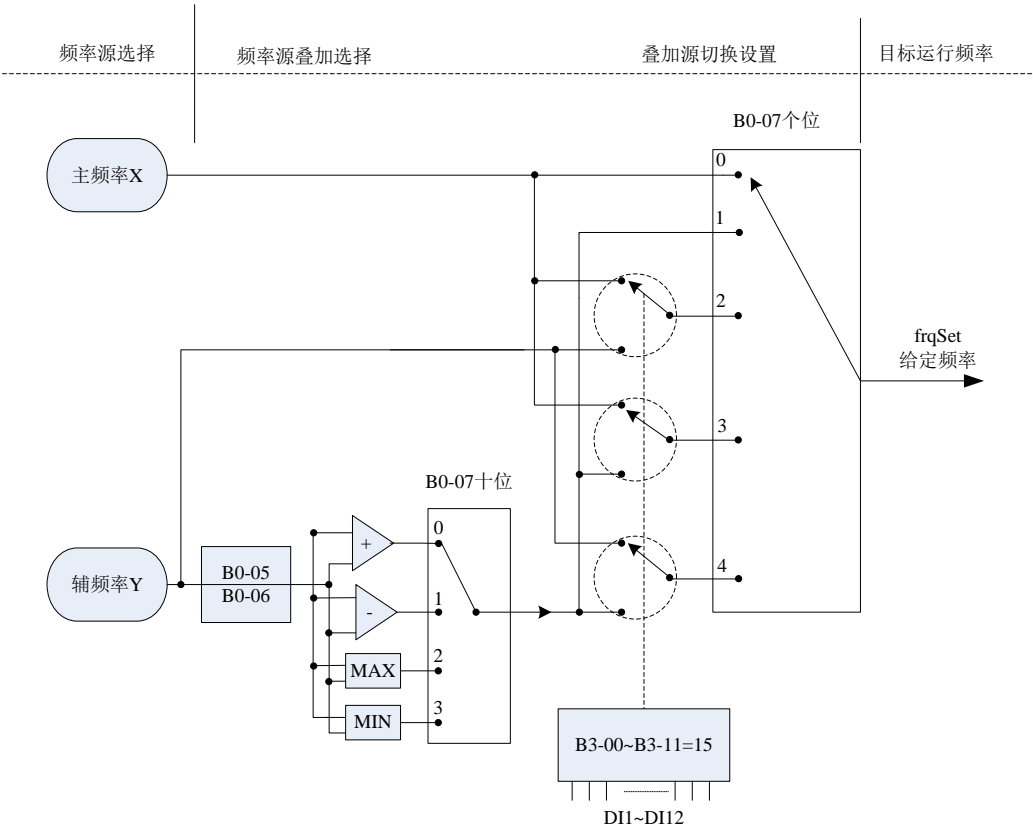 频率源选择
频率源叠加选择
叠加源切换设置
目标运行频率
B0-07个位
主频率X
0
1
2
frqSet
给定频率
3
B0-07十位
辅频率Y
B0-05
B0-06
+
-
MAX
MIN
0
1
2
3
4
B3-00~B3-11=15
DI1~DI12